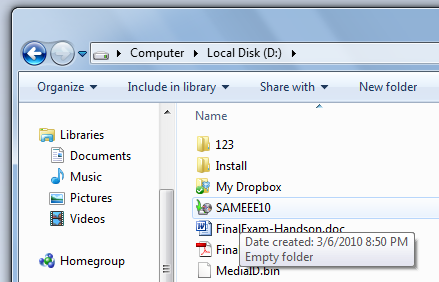 Computer Local Disk (D:)
Organize Include in library Share with New folder
Name
Libraries
Documents
Music
Pictures
Videos
Homegroup
123
Install
My Dropbox
SAMEEE10
FinalExam-Handson.doc
Fina
MediaID.bin
Date created: 3/6/2010 8:50 PM
Empty folder